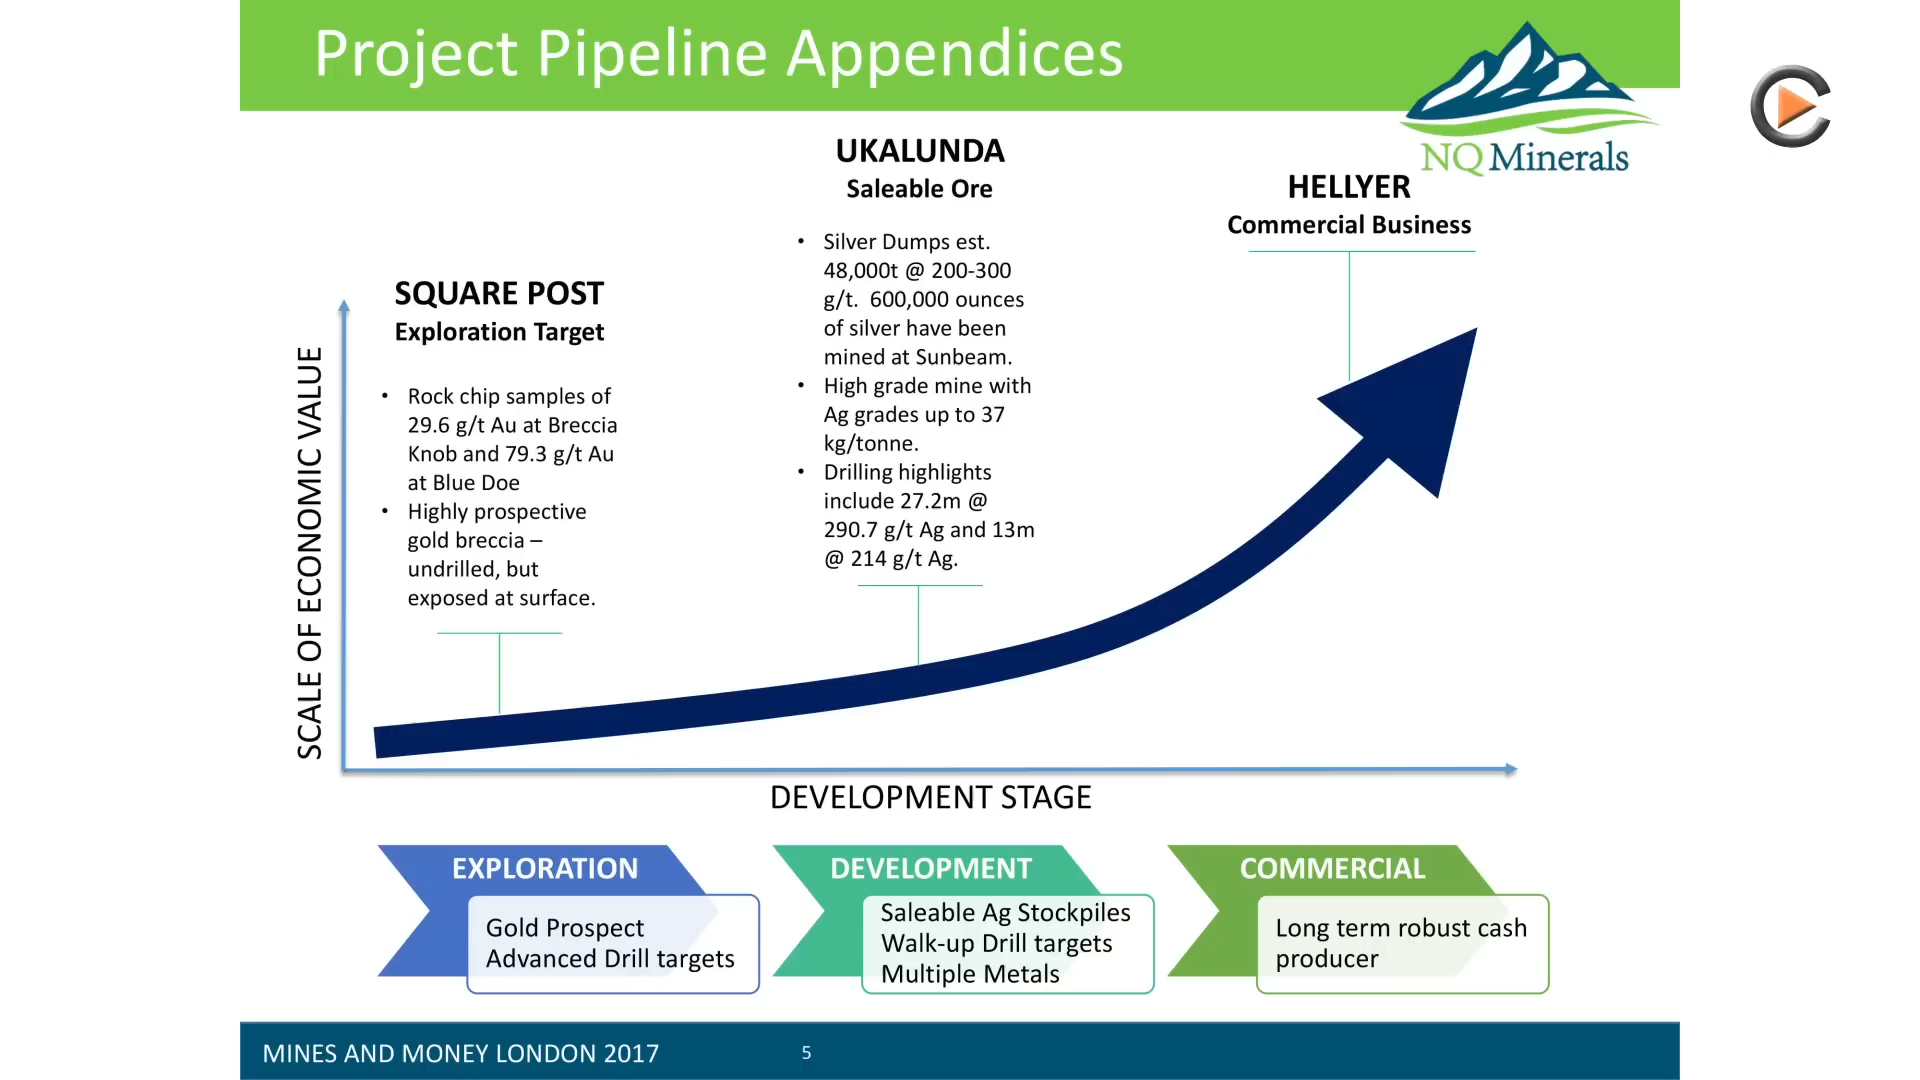 Project Pipeline Appendices
NQ Minerals
SQUARE POST
Exploration Target
• Rock chip samples of
29.6 g/t Au at Breccia
Knob and 79.3 g/t Au
at Blue Doe
• Highly prospective
gold breccia –
undrilled, but
exposed at surface.
UKALUNDA
Saleable Ore
• Silver Dumps est.
48,000t @ 200-300
g/t. 600,000 ounces
of silver have been
mined at Sunbeam.
• High grade mine with
Ag grades up to 37
kg/tonne.
• Drilling highlights
include 27.2m @
290.7 g/t Ag and 13m
@ 214 g/t Ag.
HELLYER
Commercial Business
SCALE OF ECONOMIC VALUE
DEVELOPMENT STAGE
EXPLORATION
Gold Prospect
Advanced Drill targets
DEVELOPMENT
Saleable Ag Stockpiles
Walk-up Drill targets
Multiple Metals
COMMERCIAL
Long term robust cash
producer
MINES AND MONEY LONDON 2017
5